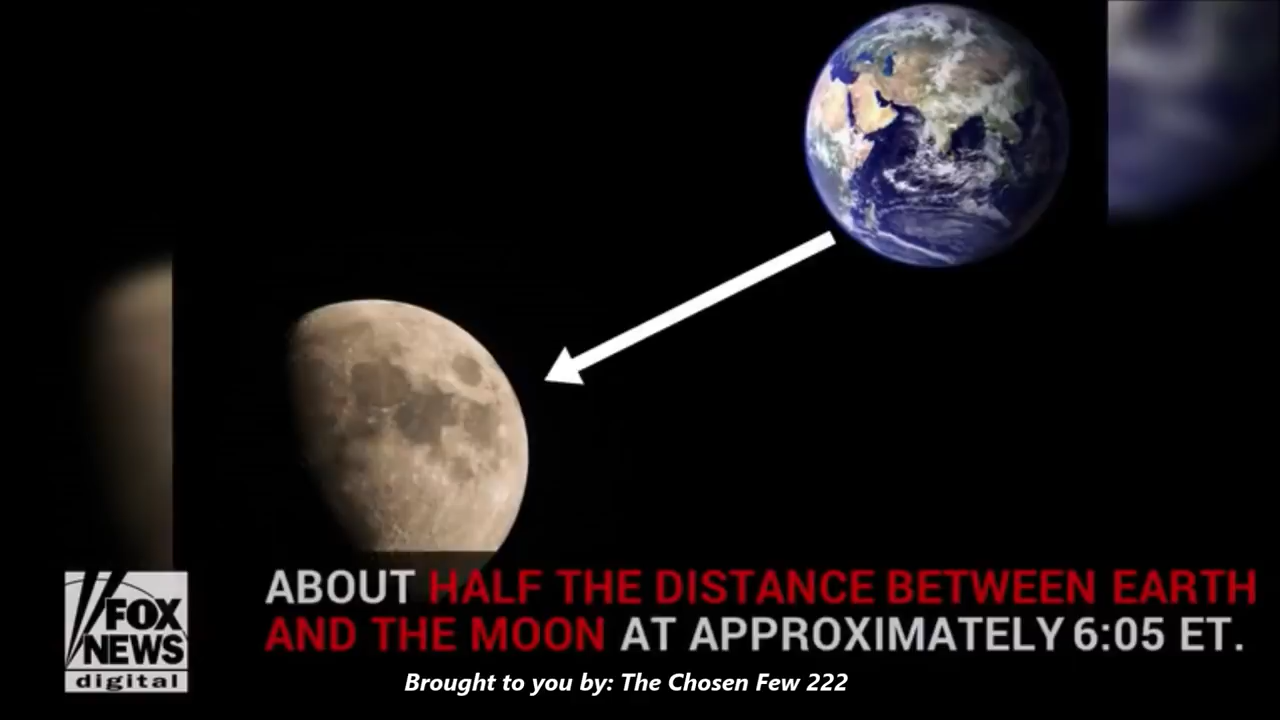 ABOUT HALF THE DISTANCE BETWEEN EARTH
AND THE MOON AT APPROXIMATELY 6:05 ET.
FOX
NEWS
digital
Brought to you by: The Chosen Few 222